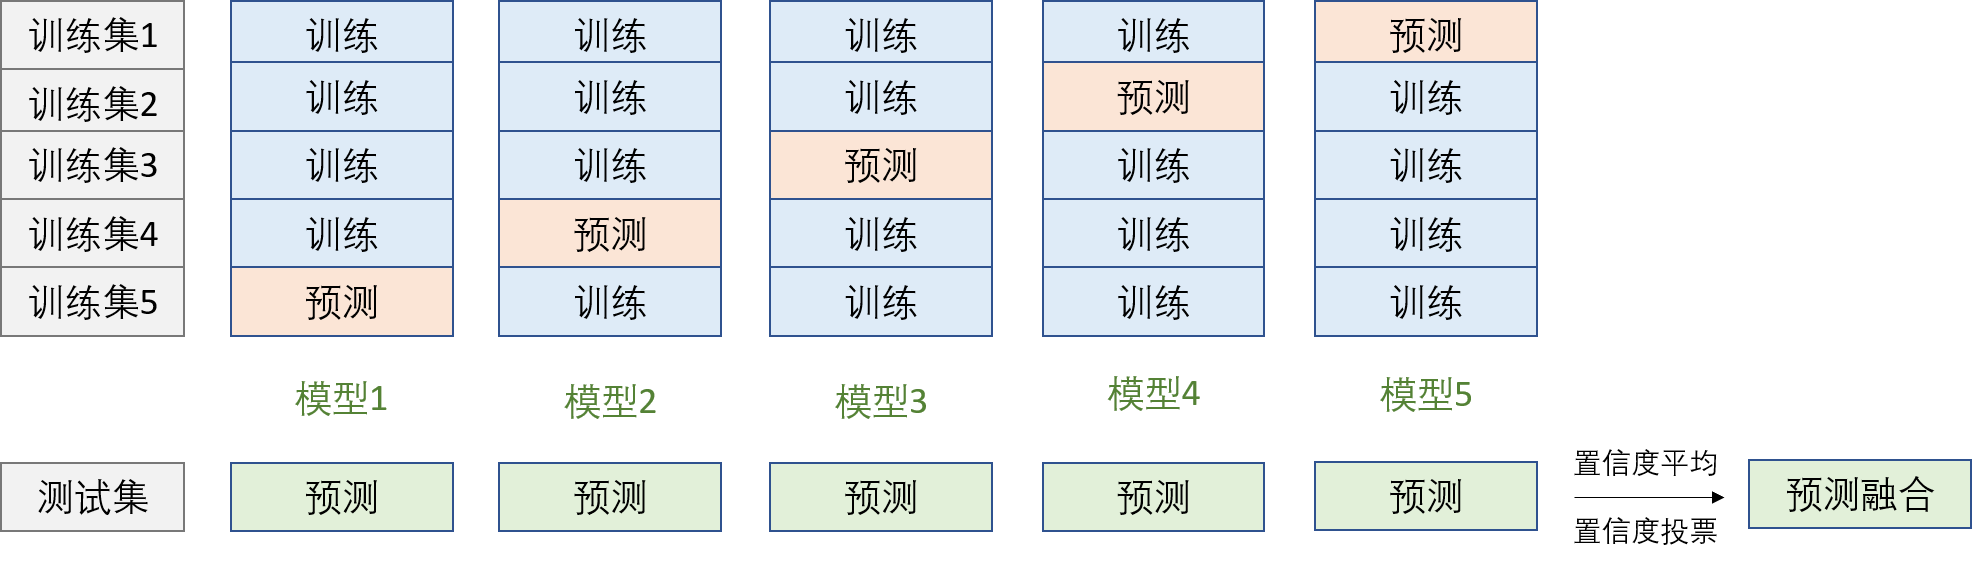 训练集1 训练 训练 训练 训练 预测
训练集2 训练 训练 训练 预测 训练
训练集3 训练 训练 预测 训练 训练
训练集4 训练 预测 训练 训练 训练
训练集5 预测 训练 训练 训练 训练
模型1 模型2 模型3 模型4 模型5
置信度平均
测试集 预测 预测 预测 预测 预测 预测融合
置信度投票